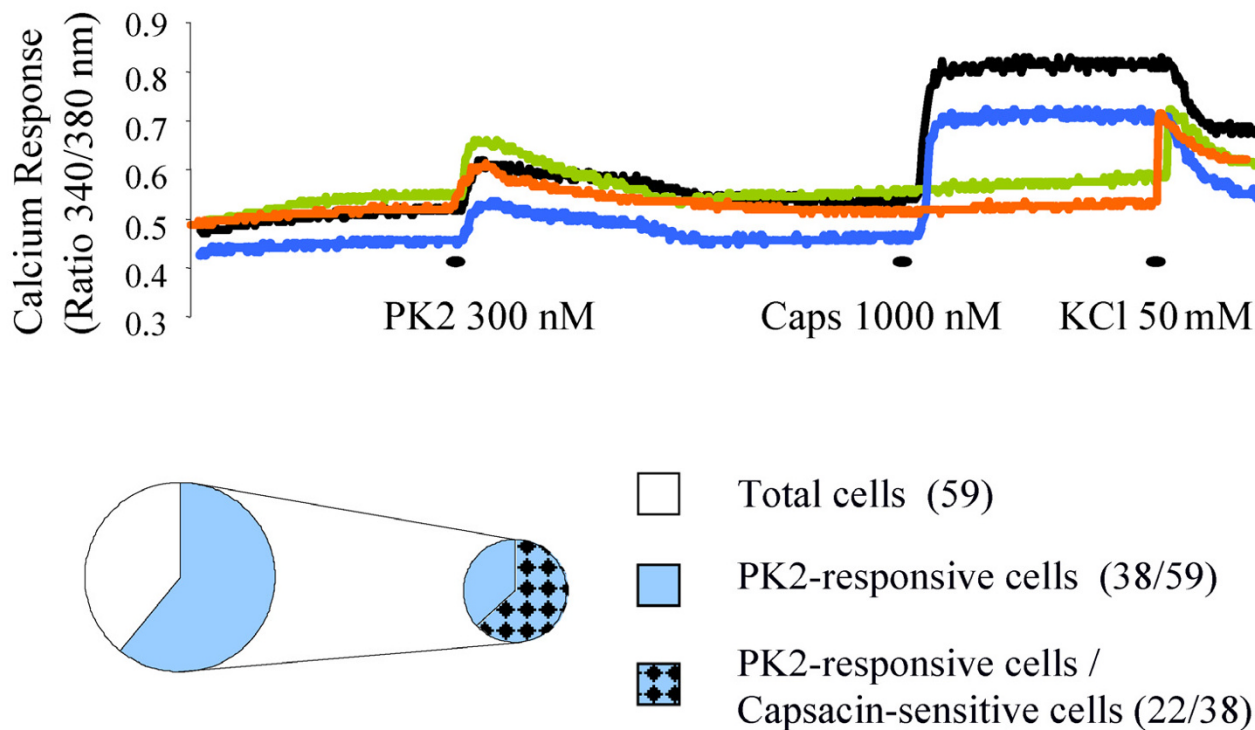 Calcium Response
(Ratio 340/380 nm)
0.9
0.8
0.7
0.6
0.5
0.4
0.3
PK2 300 nM
Caps 1000 nM
KCl 50 mM
Total cells (59)
PK2-responsive cells (38/59)
PK2-responsive cells /
Capsacin-sensitive cells (22/38)